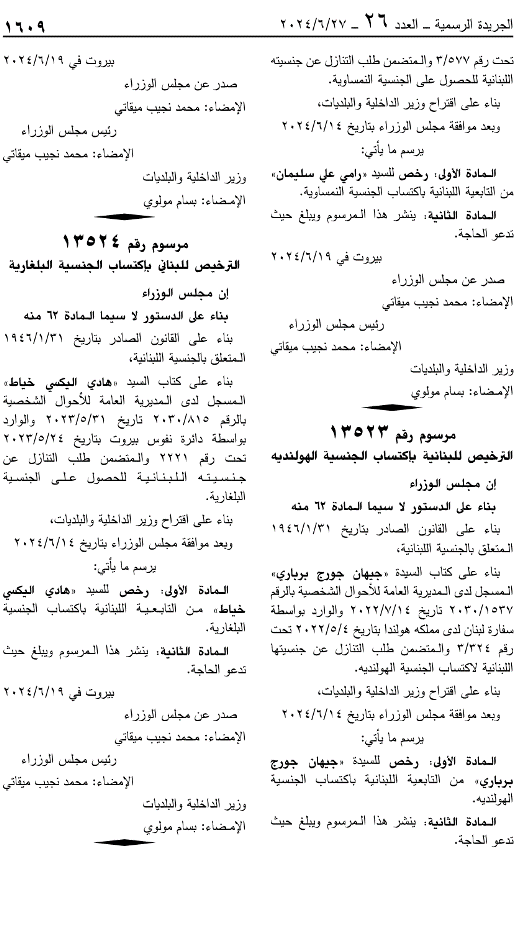 الجريدة الرسمية ــ العدد ٢٦ ــ ٢٠٢٤/٦/٢٧
١٦٠٩
تحت رقم ٣/٥٧٧ والمتضمن طلب التنازل عن جنسيته
اللبنانية للحصول على الجنسية النمساوية.
بناء على اقتراح وزير الداخلية والبلديات،
وبعد موافقة مجلس الوزراء بتاريخ ٢٠٢٤/٦/١٤
يرسم ما يأتي:
المادة الأولى: رخص للسيد «رامي علي سليمان»
من التابعية اللبنانية باكتساب الجنسية النمساوية.
المادة الثانية: ينشر هذا المرسوم ويبلغ حيث
تدعو الحاجة.
بيروت في ٢٠٢٤/٦/١٩
صدر عن مجلس الوزراء
الإمضاء: محمد نجيب ميقاتي
رئيس مجلس الوزراء
الإمضاء: محمد نجيب ميقاتي
وزير الداخلية والبلديات
الإمضاء: بسام مولوي
مرسوم رقم ١٣٥٢٣
الترخيص للبنانية بإكتساب الجنسية الهولنديه
إن مجلس الوزراء
بناء على الدستور لا سيما المادة ٦٢ منه
بناء على القانون الصادر بتاريخ ١٩٤٦/١/٣١
المتعلق بالجنسية اللبنانية،
بناء على كتاب السيدة «جيهان جورج برباري»
المسجل لدى المديرية العامة للأحوال الشخصية بالرقم
٢٠٣٠/١٥٣٧ تاريخ ٢٠٢٢/٧/١٤ والوارد بواسطة
سفارة لبنان لدى مملكه هولندا بتاريخ ٢٠٢٢/٥/٤ تحت
رقم ٣/٣٢٤ والمتضمن طلب التنازل عن جنسيتها
اللبنانية لاكتساب الجنسية الهولنديه.
بناء على اقتراح وزير الداخلية والبلديات،
وبعد موافقة مجلس الوزراء بتاريخ ٢٠٢٤/٦/١٤
يرسم ما يأتي:
المادة الأولى: رخص للسيدة «جيهان جورج
برباري» من التابعية اللبنانية باكتساب الجنسية
الهولنديه.
المادة الثانية: ينشر هذا المرسوم ويبلغ حيث
تدعو الحاجة.
بيروت في ٢٠٢٤/٦/١٩
صدر عن مجلس الوزراء
الإمضاء: محمد نجيب ميقاتي
رئيس مجلس الوزراء
الإمضاء: محمد نجيب ميقاتي
وزير الداخلية والبلديات
الإمضاء: بسام مولوي
مرسوم رقم ١٣٥٢٤
الترخيص للبناني بإكتساب الجنسية البلغارية
إن مجلس الوزراء
بناء على الدستور لا سيما المادة ٦٢ منه
بناء على القانون الصادر بتاريخ ١٩٤٦/١/٣١
المتعلق بالجنسية اللبنانية،
بناء على كتاب السيد «هادي اليكسي خياط»
المسجل لدى المديرية العامة للأحوال الشخصية
بالرقم ٢٠٣٠/٨١٥ تاريخ ٢٠٢٣/٥/٣١ والوارد
بواسطة دائرة نفوس بيروت بتاريخ ٢٠٢٣/٥/٢٤
تحت رقم ٢٢٢١ والمتضمن طلب التنازل عن
جنسيته اللبنانية للحصول على الجنسية
البلغارية.
بناء على اقتراح وزير الداخلية والبلديات،
وبعد موافقة مجلس الوزراء بتاريخ ٢٠٢٤/٦/١٤
يرسم ما يأتي:
المادة الأولى: رخص للسيد «هادي اليكسي
خياط» من التابعية اللبنانية باكتساب الجنسية
البلغارية.
المادة الثانية: ينشر هذا المرسوم ويبلغ حيث
تدعو الحاجة.
بيروت في ٢٠٢٤/٦/١٩
صدر عن مجلس الوزراء
الإمضاء: محمد نجيب ميقاتي
رئيس مجلس الوزراء
الإمضاء: محمد نجيب ميقاتي
وزير الداخلية والبلديات
الإمضاء: بسام مولوي